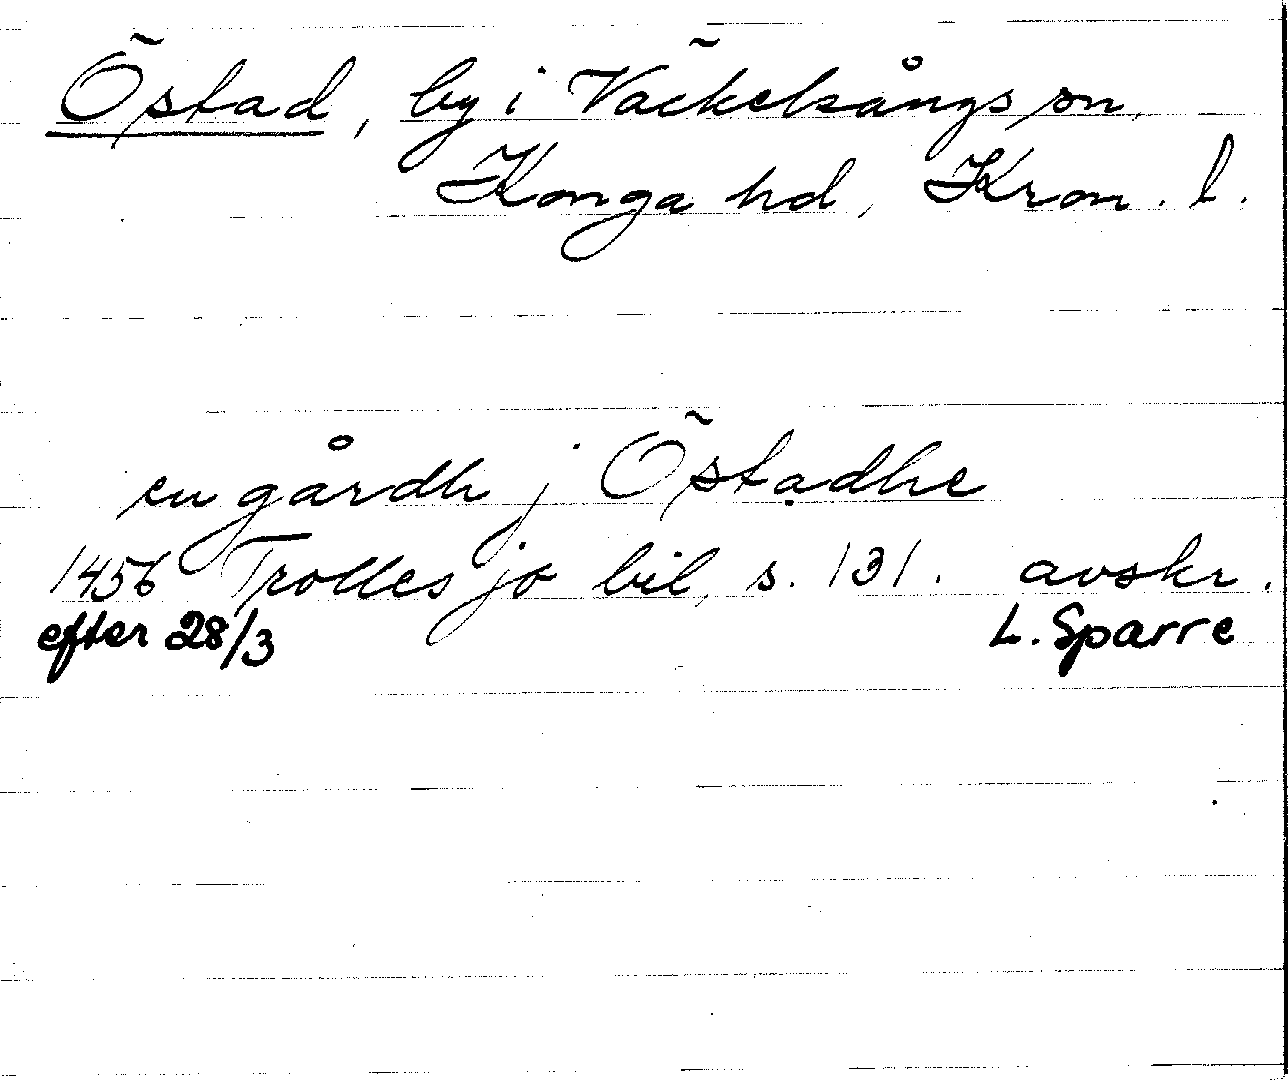 Östad, by i Väckelsångs sn,
Konga hd, Kron. l.
en gårdh j Östadhe
1456 Trolles jo bil, s. 131. avskr.
efter 28/3 L. Sparre